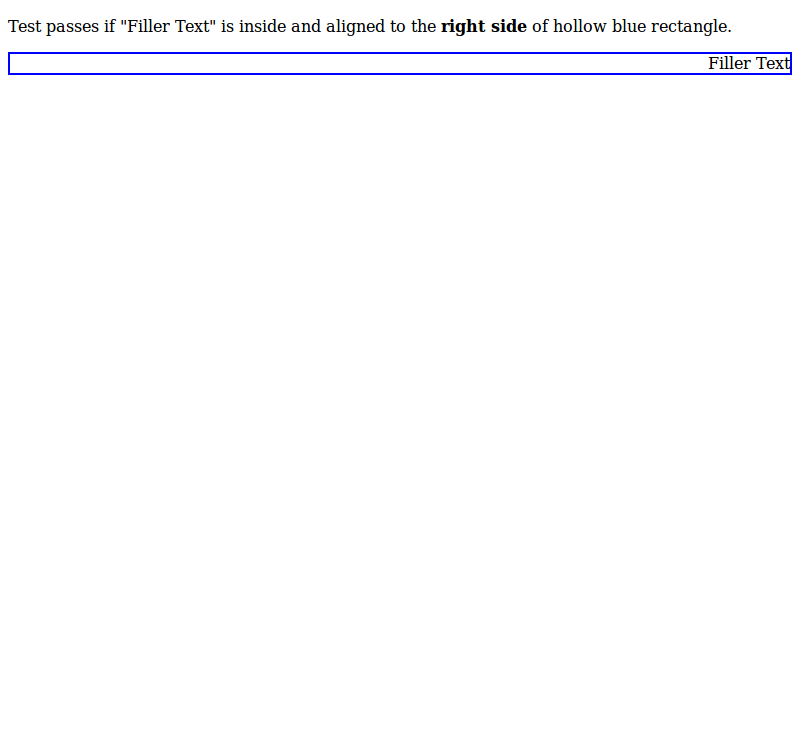 Test passes if "Filler Text" is inside and aligned to the right side of hollow blue rectangle.
Filler Text